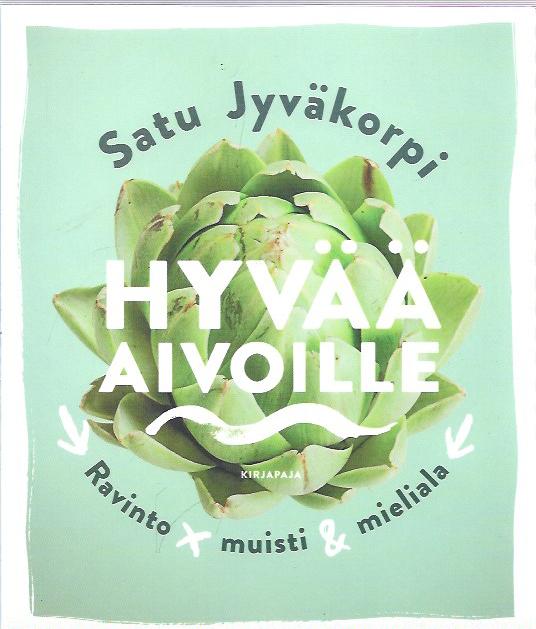 Satu Jyväkorpi
HYVÄÄ
AIVOILLE
KIRJAPAJA
Ravinto × muisti & mieliala